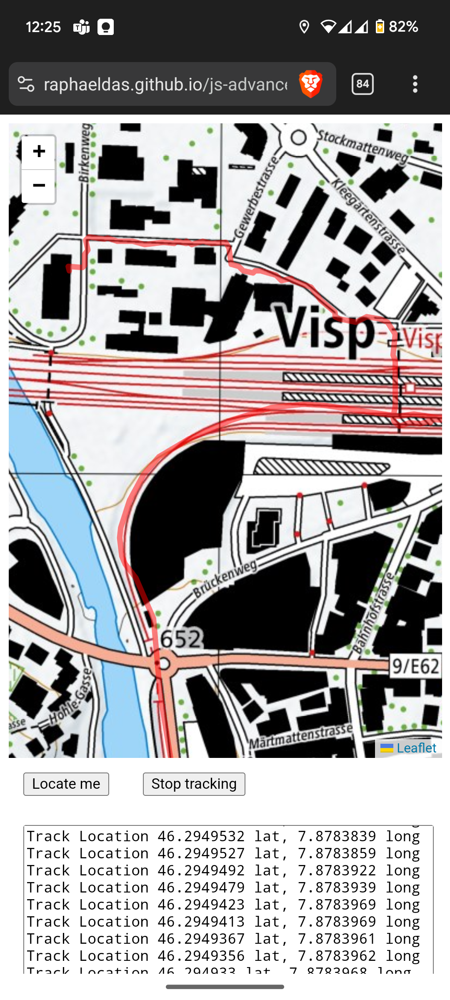 12:25
82%
raphaeldas.github.io/js-advance
84
+
−
Birkenweg
Stockmattenweg
Gewerbestrasse
Kleegärtenstrasse
Visp
Visp
Brückenweg
652
Bahnhofstrasse
9/E62
Hohle-Gasse
asse
Martmattenstrasse
Leaflet
Locate me
Stop tracking
Track Location 46.2949532 lat, 7.8783839 long
Track Location 46.2949527 lat, 7.8783859 long
Track Location 46.2949492 lat, 7.8783922 long
Track Location 46.2949479 lat, 7.8783939 long
Track Location 46.2949423 lat, 7.8783969 long
Track Location 46.2949413 lat, 7.8783969 long
Track Location 46.2949367 lat, 7.8783961 long
Track Location 46.2949356 lat, 7.8783962 long
Track Location 46.294933 lat, 7.8783968 long